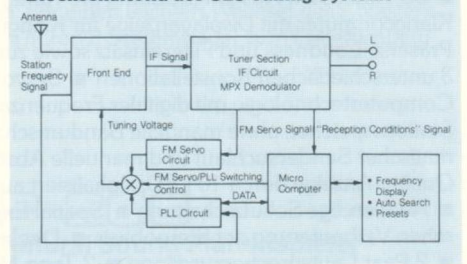 Antenna
IF Signal
L
R
Station
Frequency
Signal
Front End
Tuner Section
IF Circuit
MPX Demodulator
Tuning Voltage
FM Servo Signal
"Reception Conditions" Signal
FM Servo
Circuit
FM Servo/PLL Switching
Control
DATA
Micro
Computer
PLL Circuit
• Frequency
Display
• Auto Search
• Presets